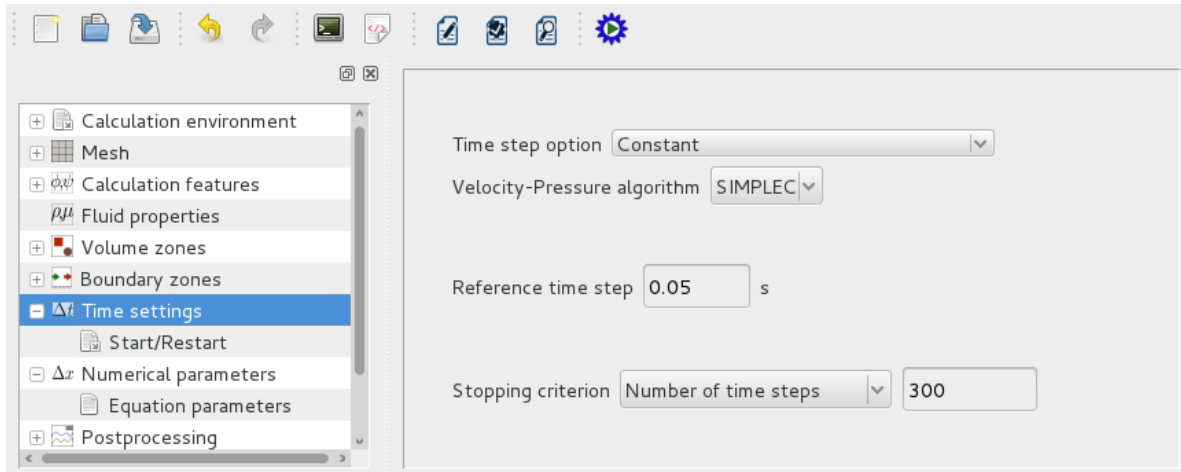 Calculation environment
Mesh
Calculation features
Fluid properties
Volume zones
Boundary zones
Time settings
Start/Restart
Δx Numerical parameters
Equation parameters
Postprocessing
Time step option Constant
Velocity-Pressure algorithm SIMPLEC
Reference time step 0.05 s
Stopping criterion Number of time steps 300